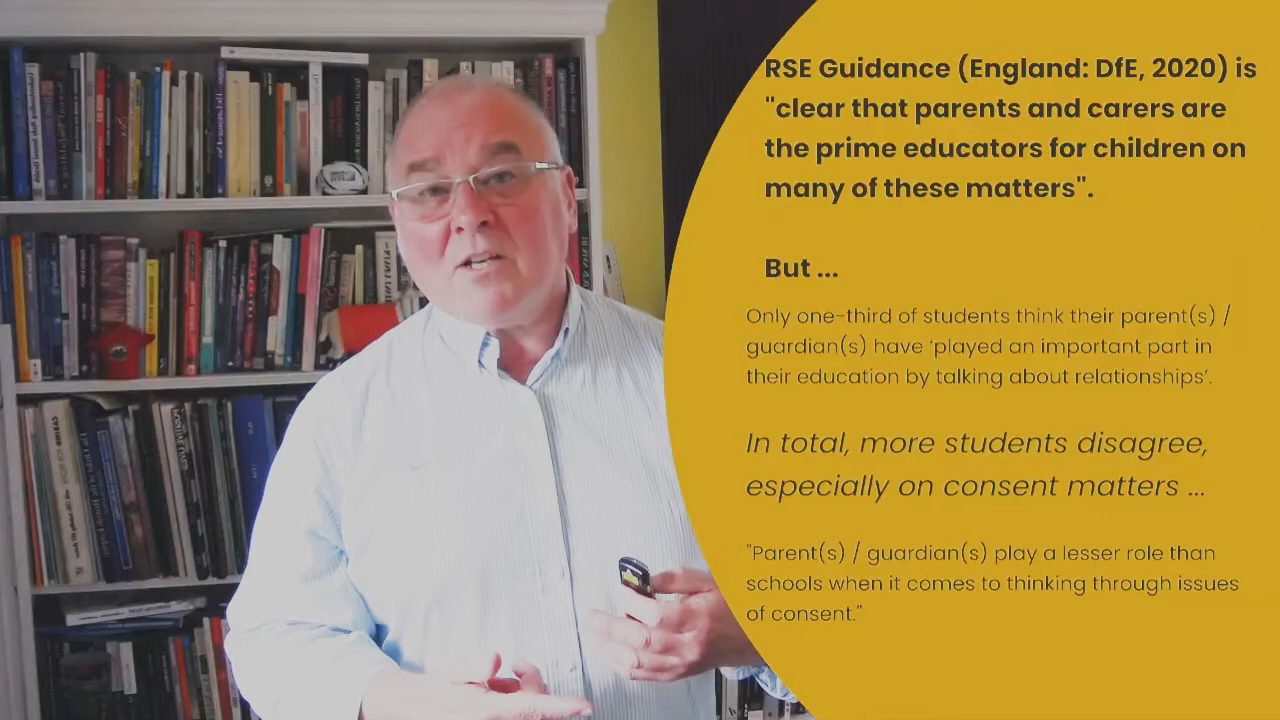 RSE Guidance (England: DfE, 2020) is
"clear that parents and carers are
the prime educators for children on
many of these matters".
But ...
Only one-third of students think their parent(s) /
guardian(s) have ‘played an important part in
their education by talking about relationships’.
In total, more students disagree,
especially on consent matters ...
"Parent(s) / guardian(s) play a lesser role than
schools when it comes to thinking through issues
of consent."